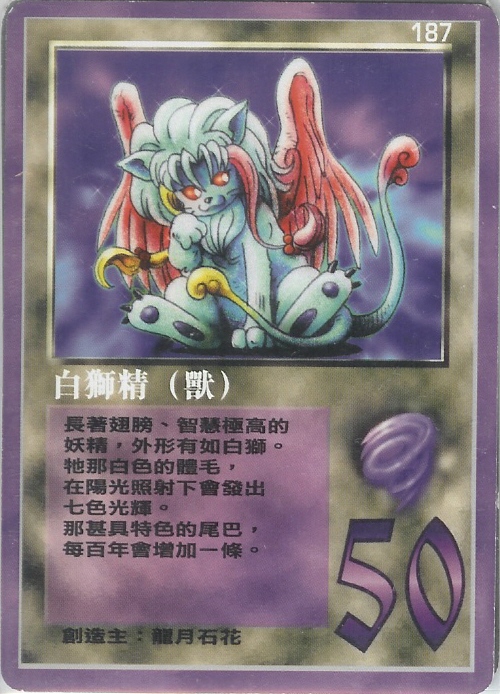 187
白獅精（獸）
長著翅膀、智慧極高的
妖精，外形有如白獅。
牠那白色的體毛，
在陽光照射下會發出
七色光輝。
那甚具特色的尾巴，
每百年會增加一條。
50
創造主：龍月石花